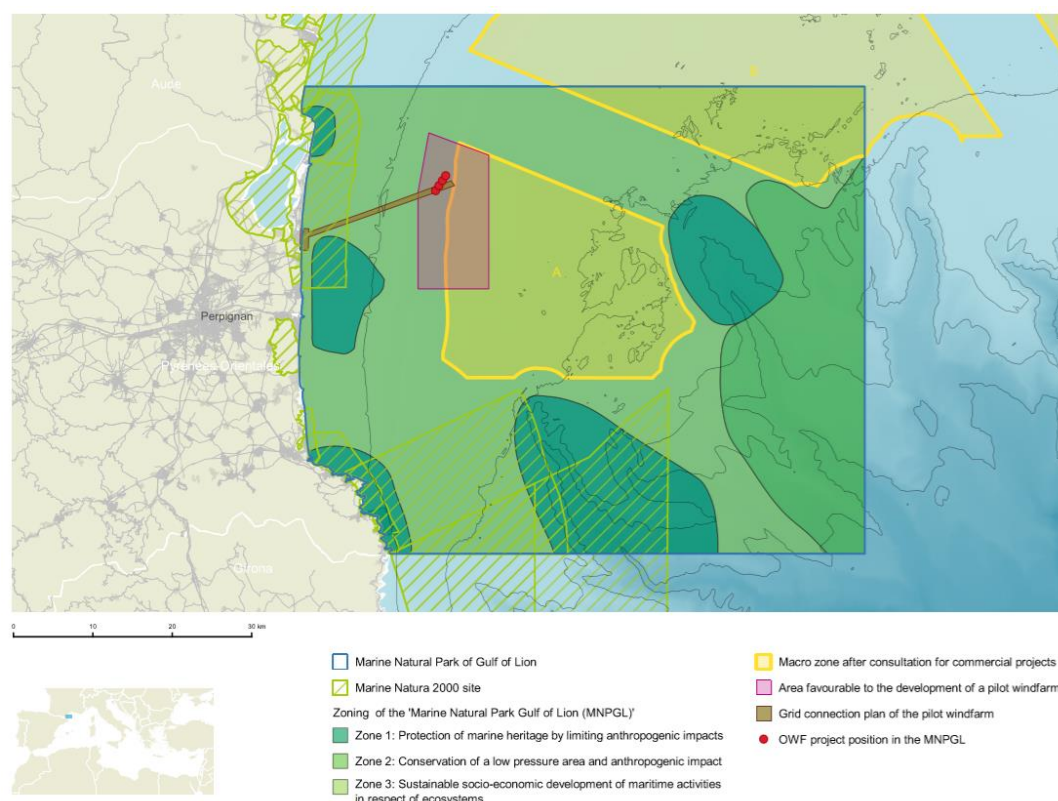 Aude
B
A
Perpignan
Pyrénées-Orientales
Girona
0 10 20 30 km
Marine Natural Park of Gulf of Lion
Marine Natura 2000 site
Zoning of the 'Marine Natural Park Gulf of Lion (MNPGL)'
Zone 1: Protection of marine heritage by limiting anthropogenic impacts
Zone 2: Conservation of a low pressure area and anthropogenic impact
Zone 3: Sustainable socio-economic development of maritime activities
in respect of ecosystems
Macro zone after consultation for commercial projects
Area favourable to the development of a pilot windfarm
Grid connection plan of the pilot windfarm
OWF project position in the MNPGL